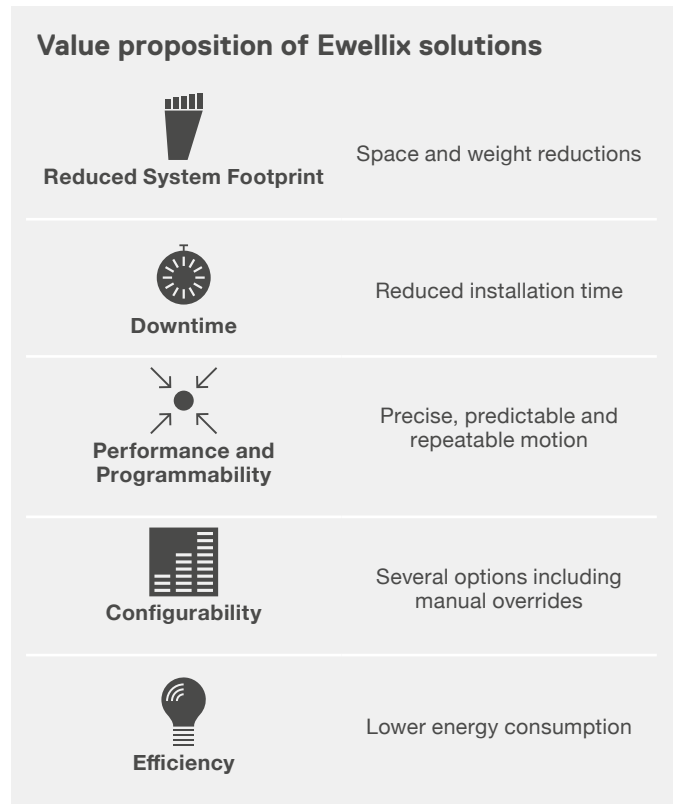 Value proposition of Ewellix solutions
Reduced System Footprint
Space and weight reductions
Downtime
Reduced installation time
Performance and
Programmability
Precise, predictable and
repeatable motion
Configurability
Several options including
manual overrides
Efficiency
Lower energy consumption